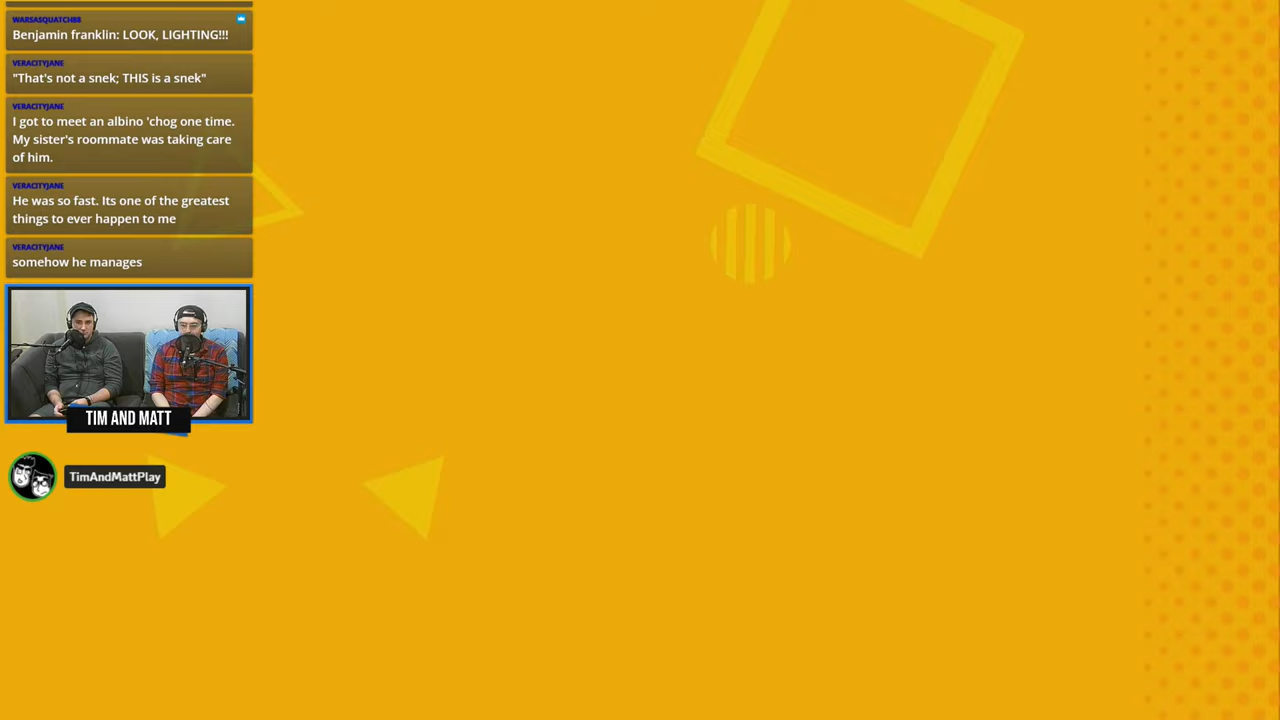 WARSASQUATCH88
Benjamin franklin: LOOK, LIGHTING!!!
VERACITYJANE
"That's not a snek; THIS is a snek"
VERACITYJANE
I got to meet an albino 'chog one time.
My sister's roommate was taking care
of him.
VERACITYJANE
He was so fast. Its one of the greatest
things to ever happen to me
VERACITYJANE
somehow he manages
TIM AND MATT
TimAndMattPlay